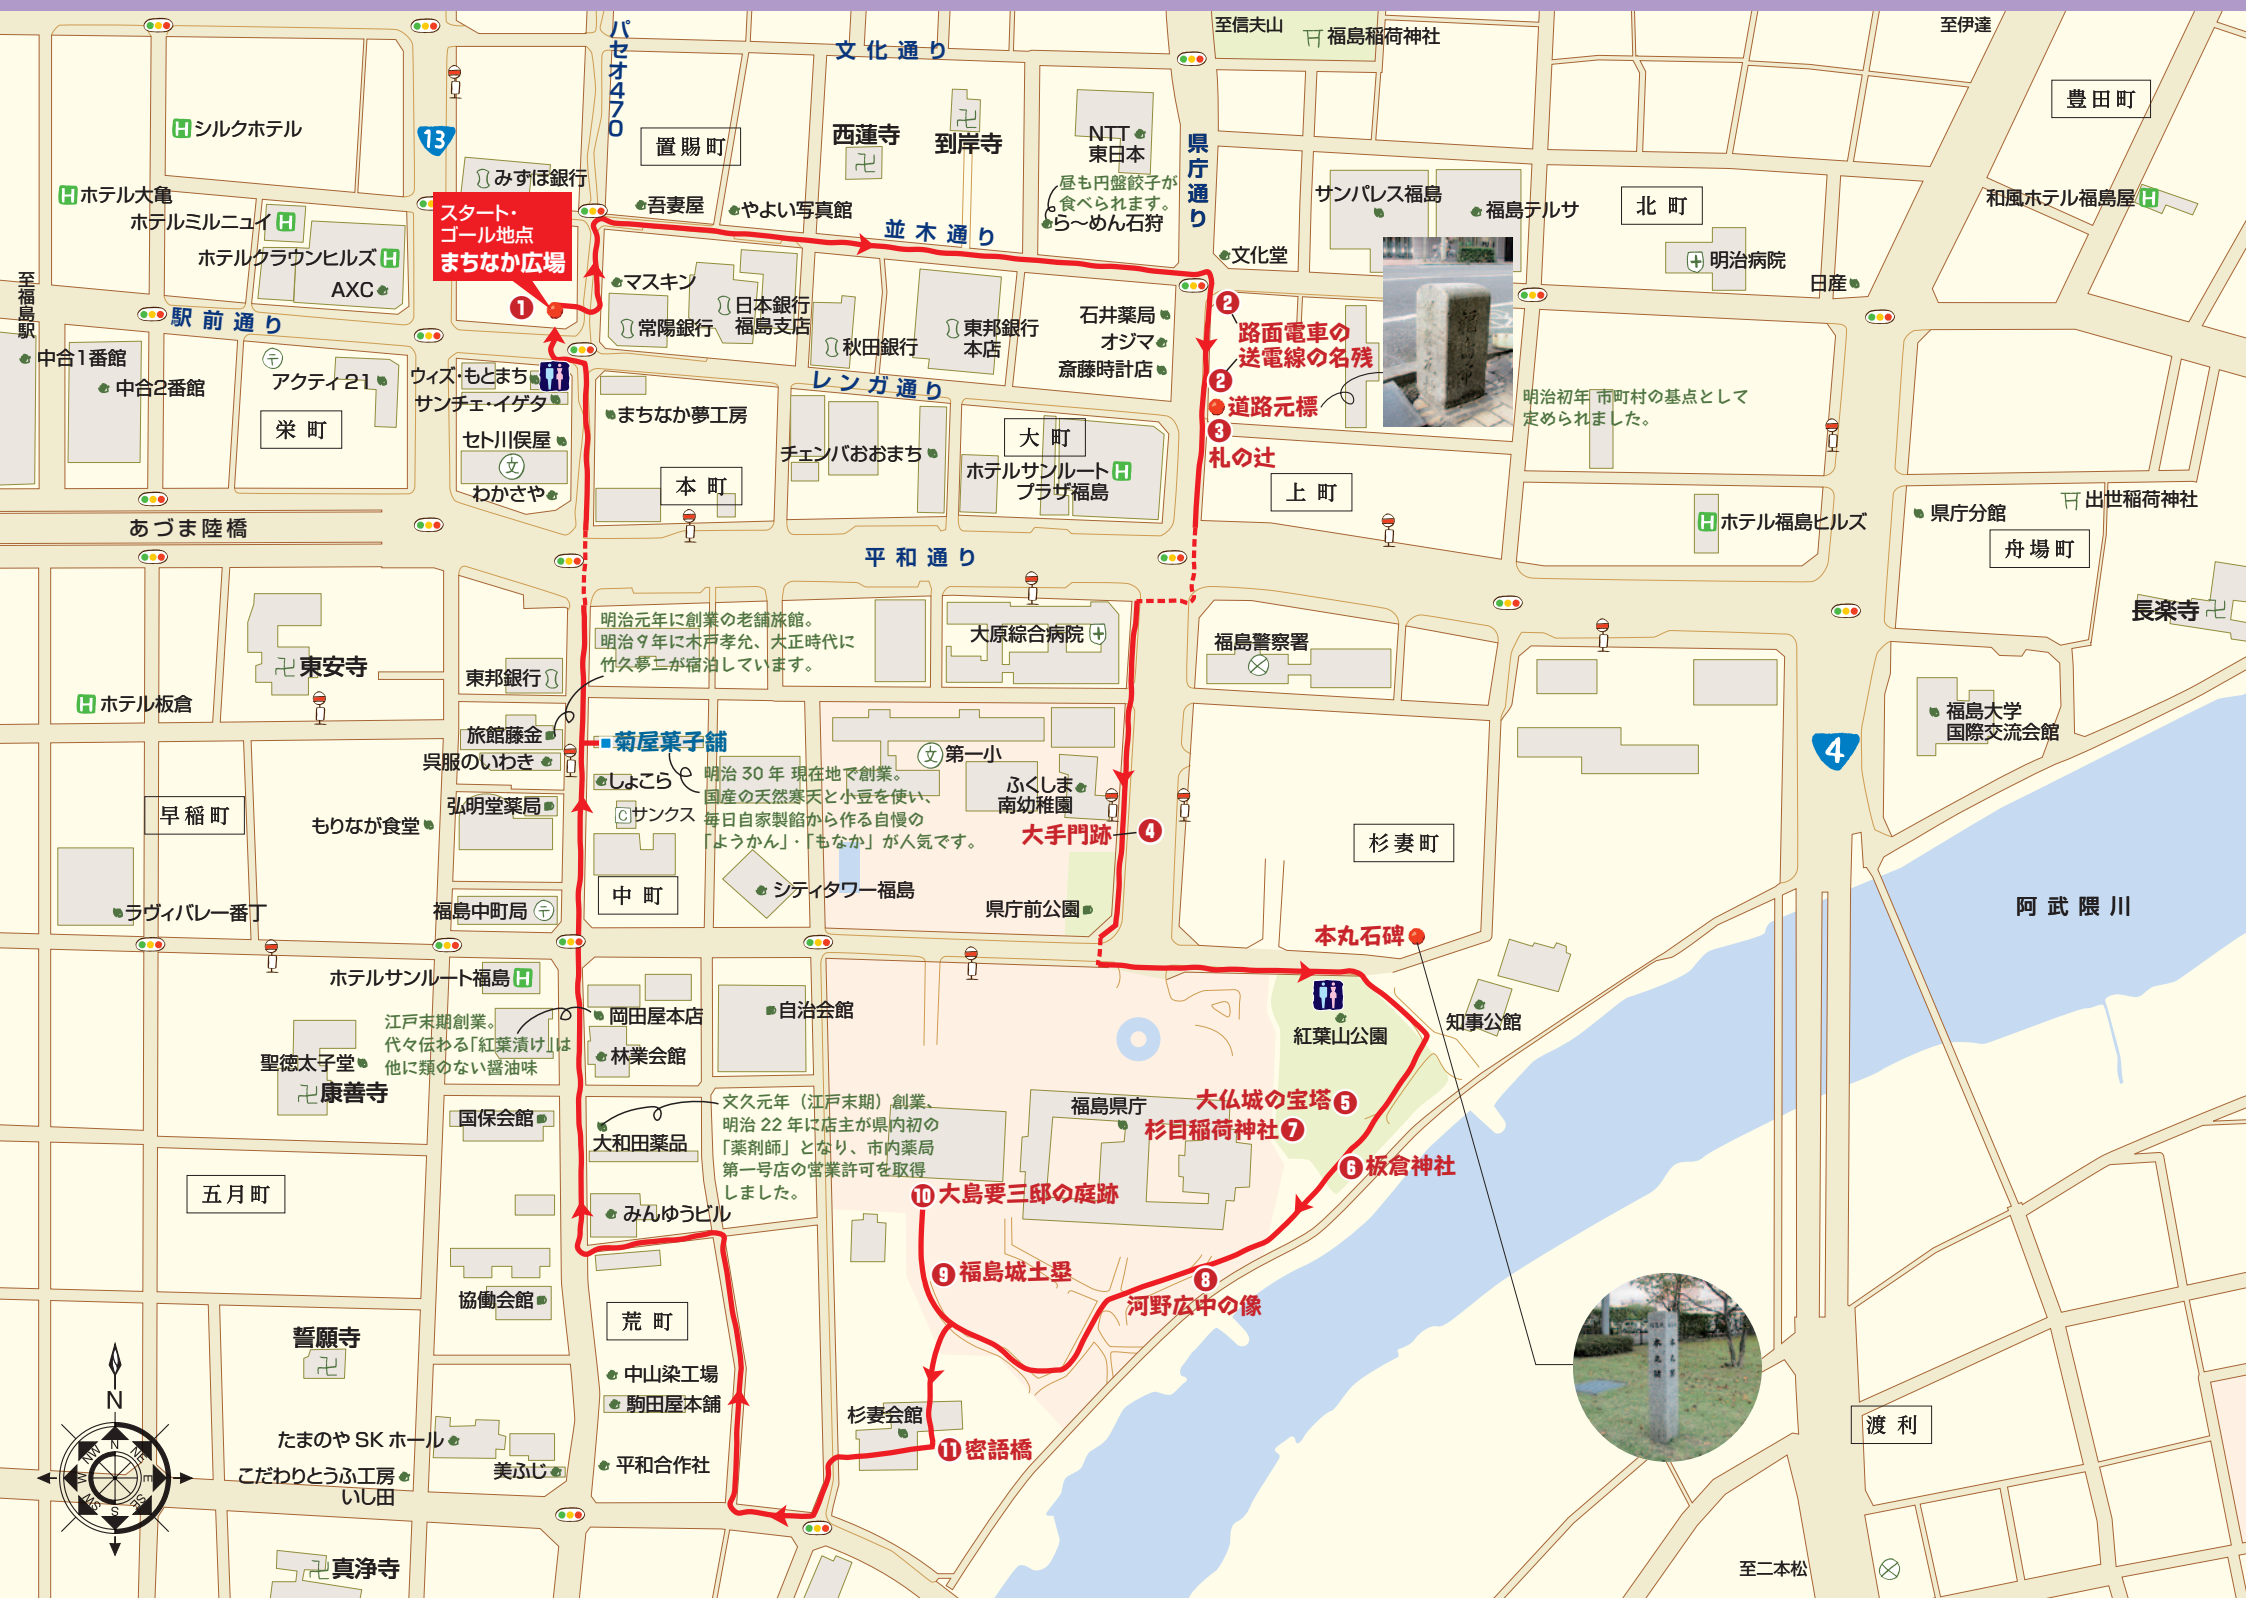 至信夫山
福島稲荷神社
至伊達
パセオ470
文化通り
豊田町
シルクホテル
13
置賜町
西蓮寺
到岸寺
NTT
東日本
県庁通り
みずほ銀行
昼も円盤餃子が
食べられます。
ら〜めん石狩
サンパレス福島
福島テルサ
北町
和風ホテル福島屋
ホテル大亀
ホテルミルニュイ
スタート・
ゴール地点
まちなか広場
吾妻屋
やよい写真館
並木通り
ホテルクラウンヒルズ
AXC
文化堂
明治病院
日産
至福島駅
駅前通り
1
マスキン
常陽銀行
日本銀行
福島支店
秋田銀行
東邦銀行
本店
石井薬局
オジマ
斎藤時計店
2
路面電車の
送電線の名残
2
道路元標
福島市
明治初年 市町村の基点として
定められました。
3
札の辻
中合1番館
中合2番館
アクティ21
ウィズ・もとまち
サンチェ・イゲタ
レンガ通り
まちなか夢工房
栄町
セト川俣屋
文
わかさや
チェンバおおまち
大町
本町
ホテルサンルート
プラザ福島
上町
ホテル福島ヒルズ
県庁分館
出世稲荷神社
舟場町
あづま陸橋
平和通り
長楽寺
明治元年に創業の老舗旅館。
明治9年に木戸孝允、大正時代に
竹久夢二が宿泊しています。
大原綜合病院
福島警察署
東安寺
東邦銀行
ホテル板倉
旅館藤金
呉服のいわき
菊屋菓子舗
文
第一小
福島大学
国際交流会館
4
しょこら
C
サンクス
明治30年 現在地で創業。
国産の天然寒天と小豆を使い、
毎日自家製餡から作る自慢の
「ようかん」・「もなか」が人気です。
ふくしま
南幼稚園
大手門跡
4
早稲町
弘明堂薬局
もりなが食堂
杉妻町
中町
シティタワー福島
県庁前公園
ラヴィバレー一番丁
福島中町局
阿武隈川
本丸石碑
ホテルサンルート福島
岡田屋本店
自治会館
紅葉山公園
知事公館
江戸末期創業。
代々伝わる「紅葉漬け」は
他に類のない醤油味
林業会館
聖徳太子堂
康善寺
国保会館
文久元年（江戸末期）創業、
明治22年に店主が県内初の
「薬剤師」となり、市内薬局
第一号店の営業許可を取得
しました。
大和田薬品
福島県庁
大仏城の宝塔
5
杉目稲荷神社
7
6
板倉神社
五月町
みんゆうビル
10
大島要三邸の庭跡
9
福島城土塁
8
河野広中の像
協働会館
荒町
誓願寺
中山染工場
駒田屋本舗
杉妻会館
11
密語橋
たまのやSKホール
こだわりとうふ工房
いし田
美ふじ
平和合作社
渡利
真浄寺
至二本松
N
N
NE
E
SE
S
SW
W
NW